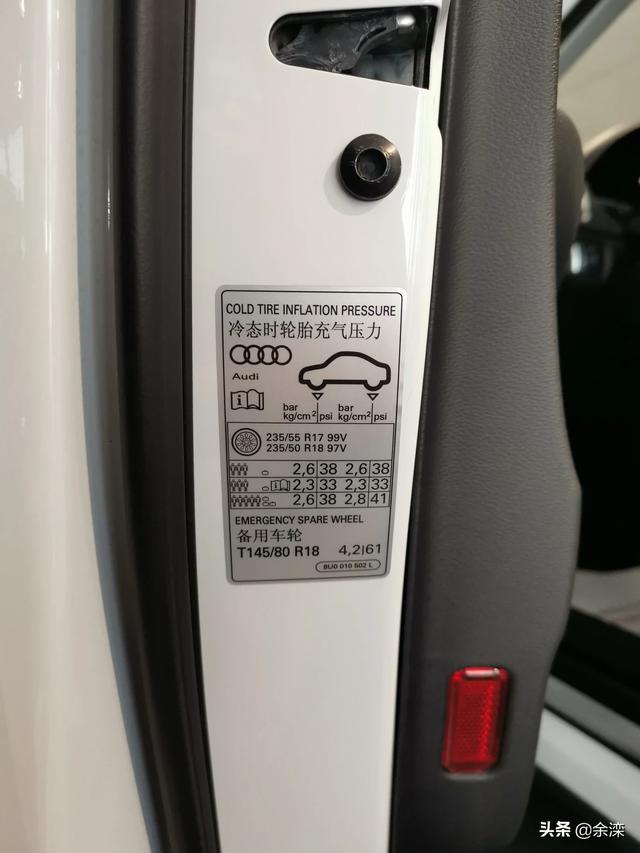 COLD TIRE INFLATION PRESSURE
冷态时轮胎充气压力
Audi
i
bar kg/cm² psi bar kg/cm² psi
235/55 R17 99V
235/50 R18 97V
2,6 38 2,6 38
i 2,3 33 2,3 33
2,6 38 2,8 41
EMERGENCY SPARE WHEEL
备用车轮
T145/80 R18 4,2|61
8U0 010 502 L
头条 @余滦